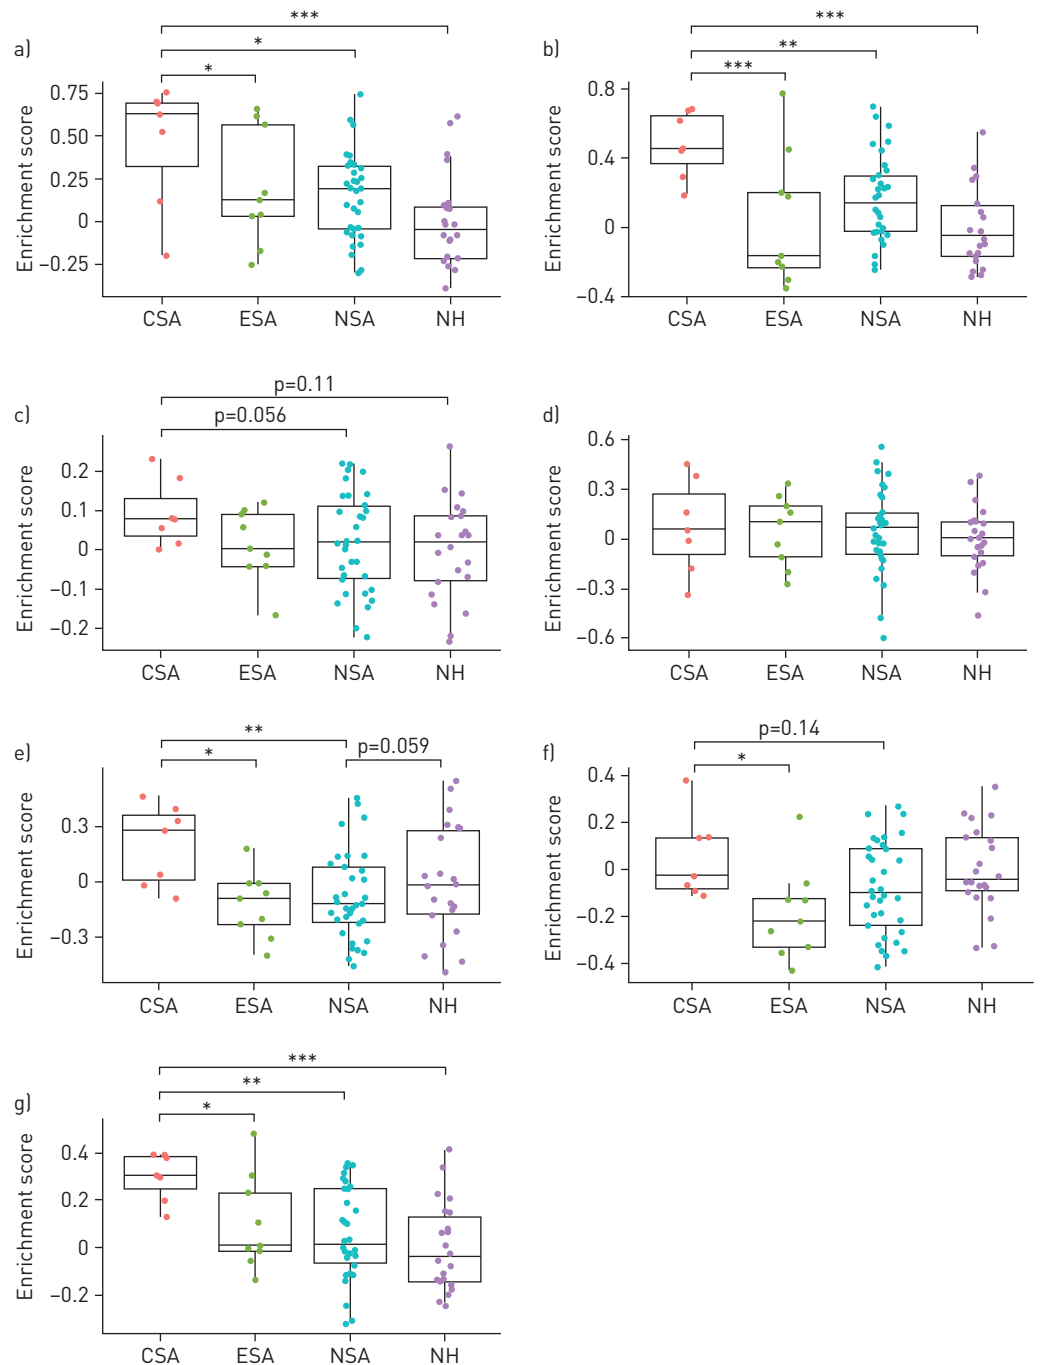 a)
***
*
*
Enrichment score
0.75
0.50
0.25
0
−0.25
CSA ESA NSA NH
b)
***
**
***
Enrichment score
0.8
0.4
0
−0.4
CSA ESA NSA NH
c)
p=0.11
p=0.056
Enrichment score
0.2
0.1
0
−0.1
−0.2
CSA ESA NSA NH
d)
Enrichment score
0.6
0.3
0
−0.3
−0.6
CSA ESA NSA NH
e)
**
p=0.059
*
Enrichment score
0.3
0
−0.3
CSA ESA NSA NH
f)
p=0.14
*
Enrichment score
0.4
0.2
0
−0.2
−0.4
CSA ESA NSA NH
g)
***
**
*
Enrichment score
0.4
0.2
0
−0.2
CSA ESA NSA NH